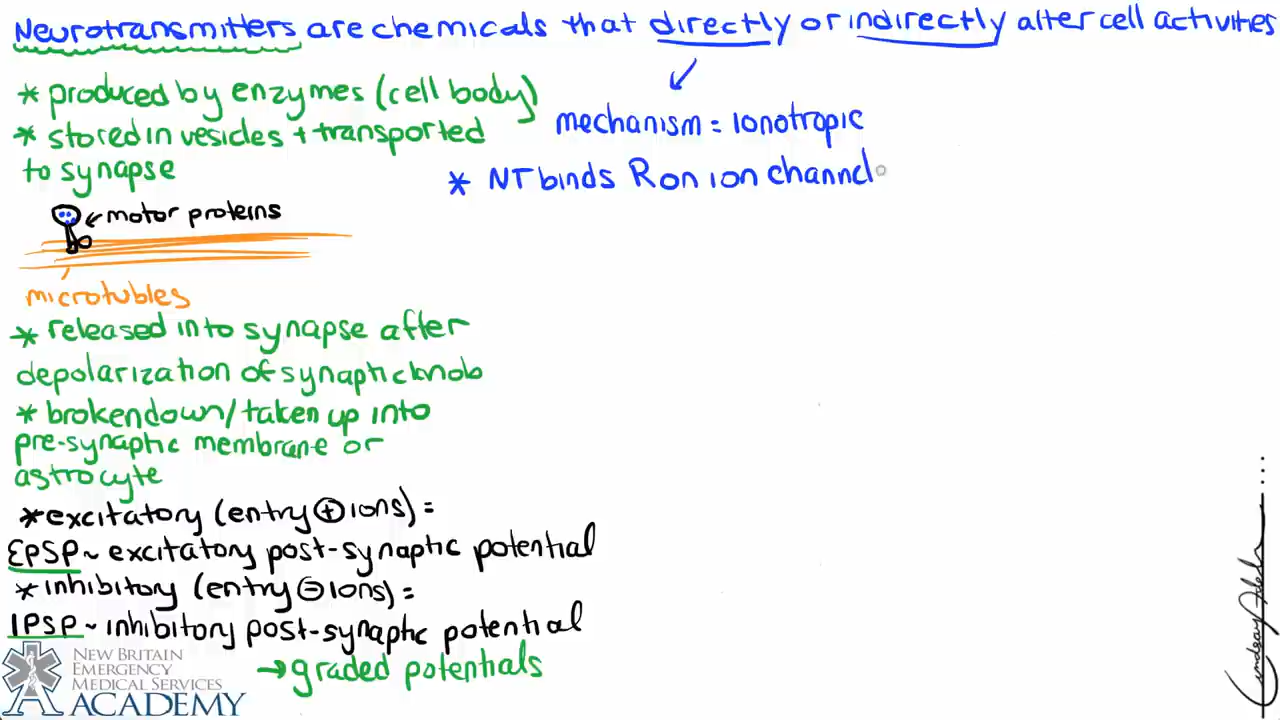 Neurotransmitters are chemicals that directly or indirectly alter cell activities
* produced by enzymes (cell body)
* stored in vesicles + transported
to synapse
motor proteins
microtubles
* released into synapse after
depolarization of synaptic knob
* broken down/taken up into
pre-synaptic membrane or
astrocyte
* excitatory (entry ⊕ ions) =
EPSP ~ excitatory post-synaptic potential
* inhibitory (entry ⊖ ions) =
IPSP ~ inhibitory post-synaptic potential
→ graded potentials
mechanism = ionotropic
* NT binds R on ion channel
NEW BRITAIN
EMERGENCY
MEDICAL SERVICES
ACADEMY
Lindsay